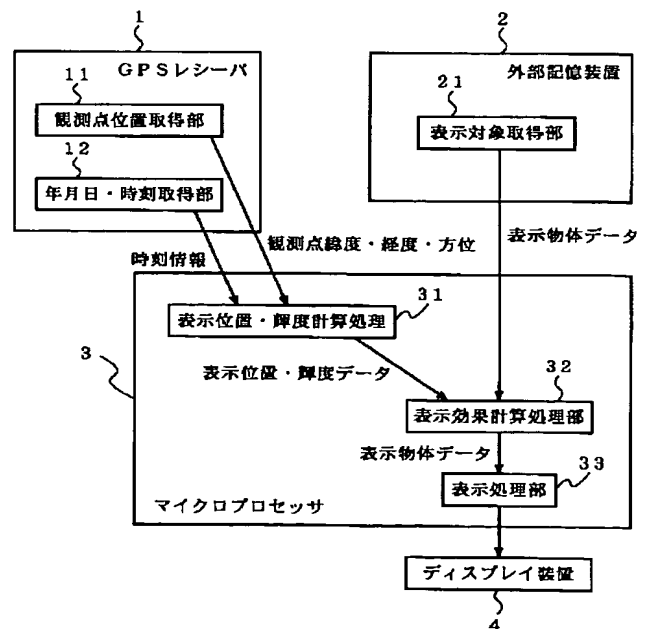 1
2
GPSレシーバ
外部記憶装置
11
観測点位置取得部
21
表示対象取得部
12
年月日・時刻取得部
観測点緯度・経度・方位
表示物体データ
時刻情報
表示位置・輝度計算処理
31
3
表示位置・輝度データ
32
表示効果計算処理部
表示物体データ
33
表示処理部
マイクロプロセッサ
ディスプレイ装置
4